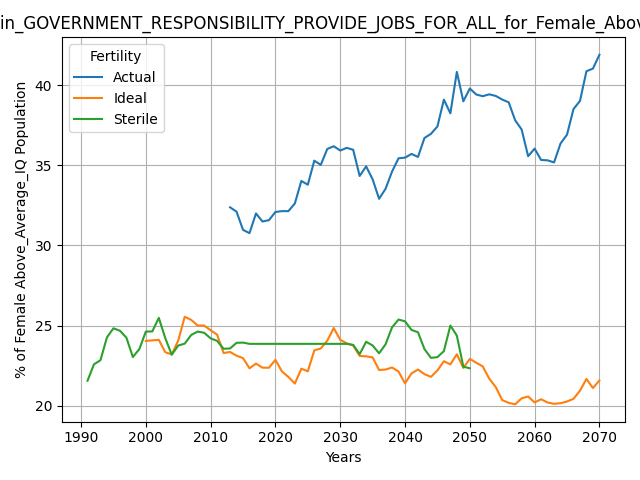 in_GOVERNMENT_RESPONSIBILITY_PROVIDE_JOBS_FOR_ALL_for_Female_Abov
Fertility
Actual
Ideal
Sterile
% of Female Above_Average_IQ Population
40
35
30
25
20
1990 2000 2010 2020 2030 2040 2050 2060 2070
Years